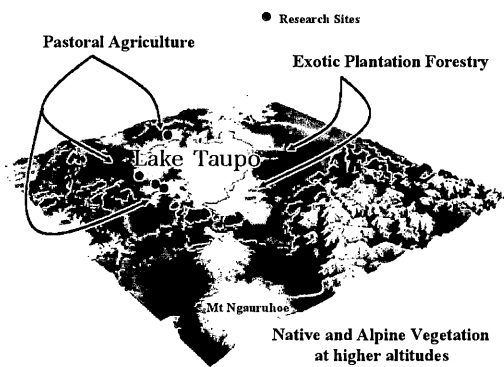 Research Sites
Pastoral Agriculture
Exotic Plantation Forestry
Lake Taupo
Mt Ngauruhoe
Native and Alpine Vegetation
at higher altitudes